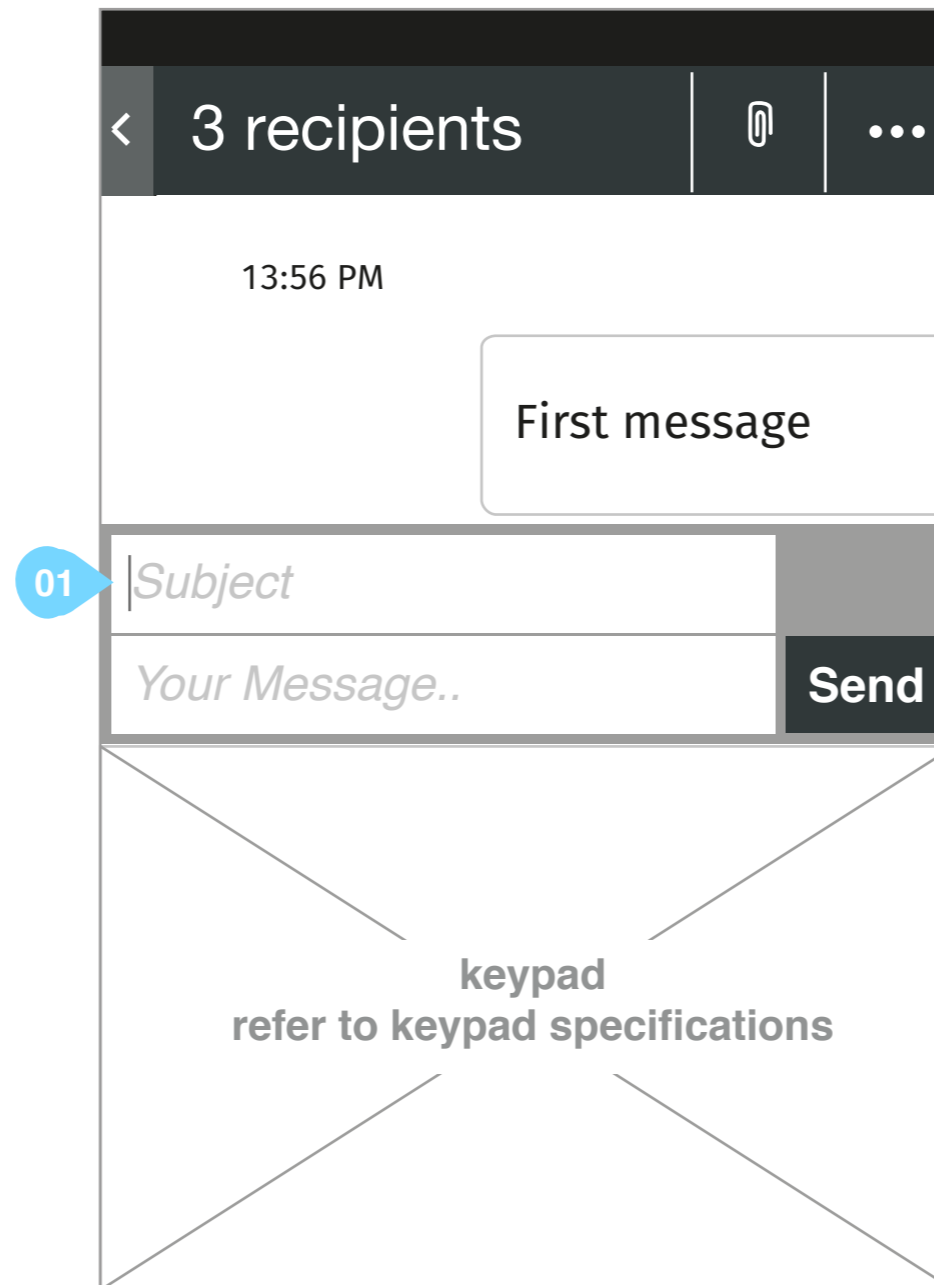 3 recipients
13:56 PM
First message
01
Subject
Your Message..
Send
keypad
refer to keypad specifications